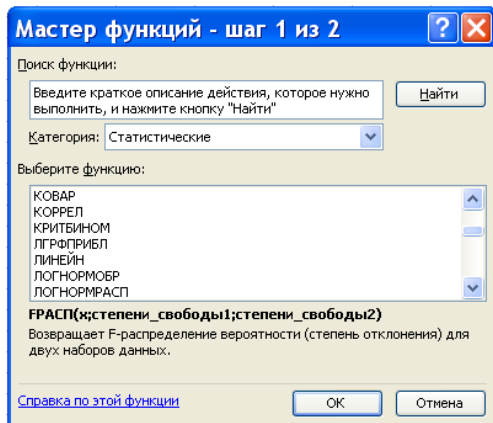 Мастер функций - шаг 1 из 2
Поиск функции:
Введите краткое описание действия, которое нужно
выполнить, и нажмите кнопку "Найти"
Найти
Категория: Статистические
Выберите функцию:
КОВАР
КОРРЕЛ
КРИТБИНОМ
ЛГРФПРИБЛ
ЛИНЕЙН
ЛОГНОРМОБР
ЛОГНОРМРАСП
FРАСП(x;степени_свободы1;степени_свободы2)
Возвращает F-распределение вероятности (степень отклонения) для
двух наборов данных.
Справка по этой функции
ОК
Отмена